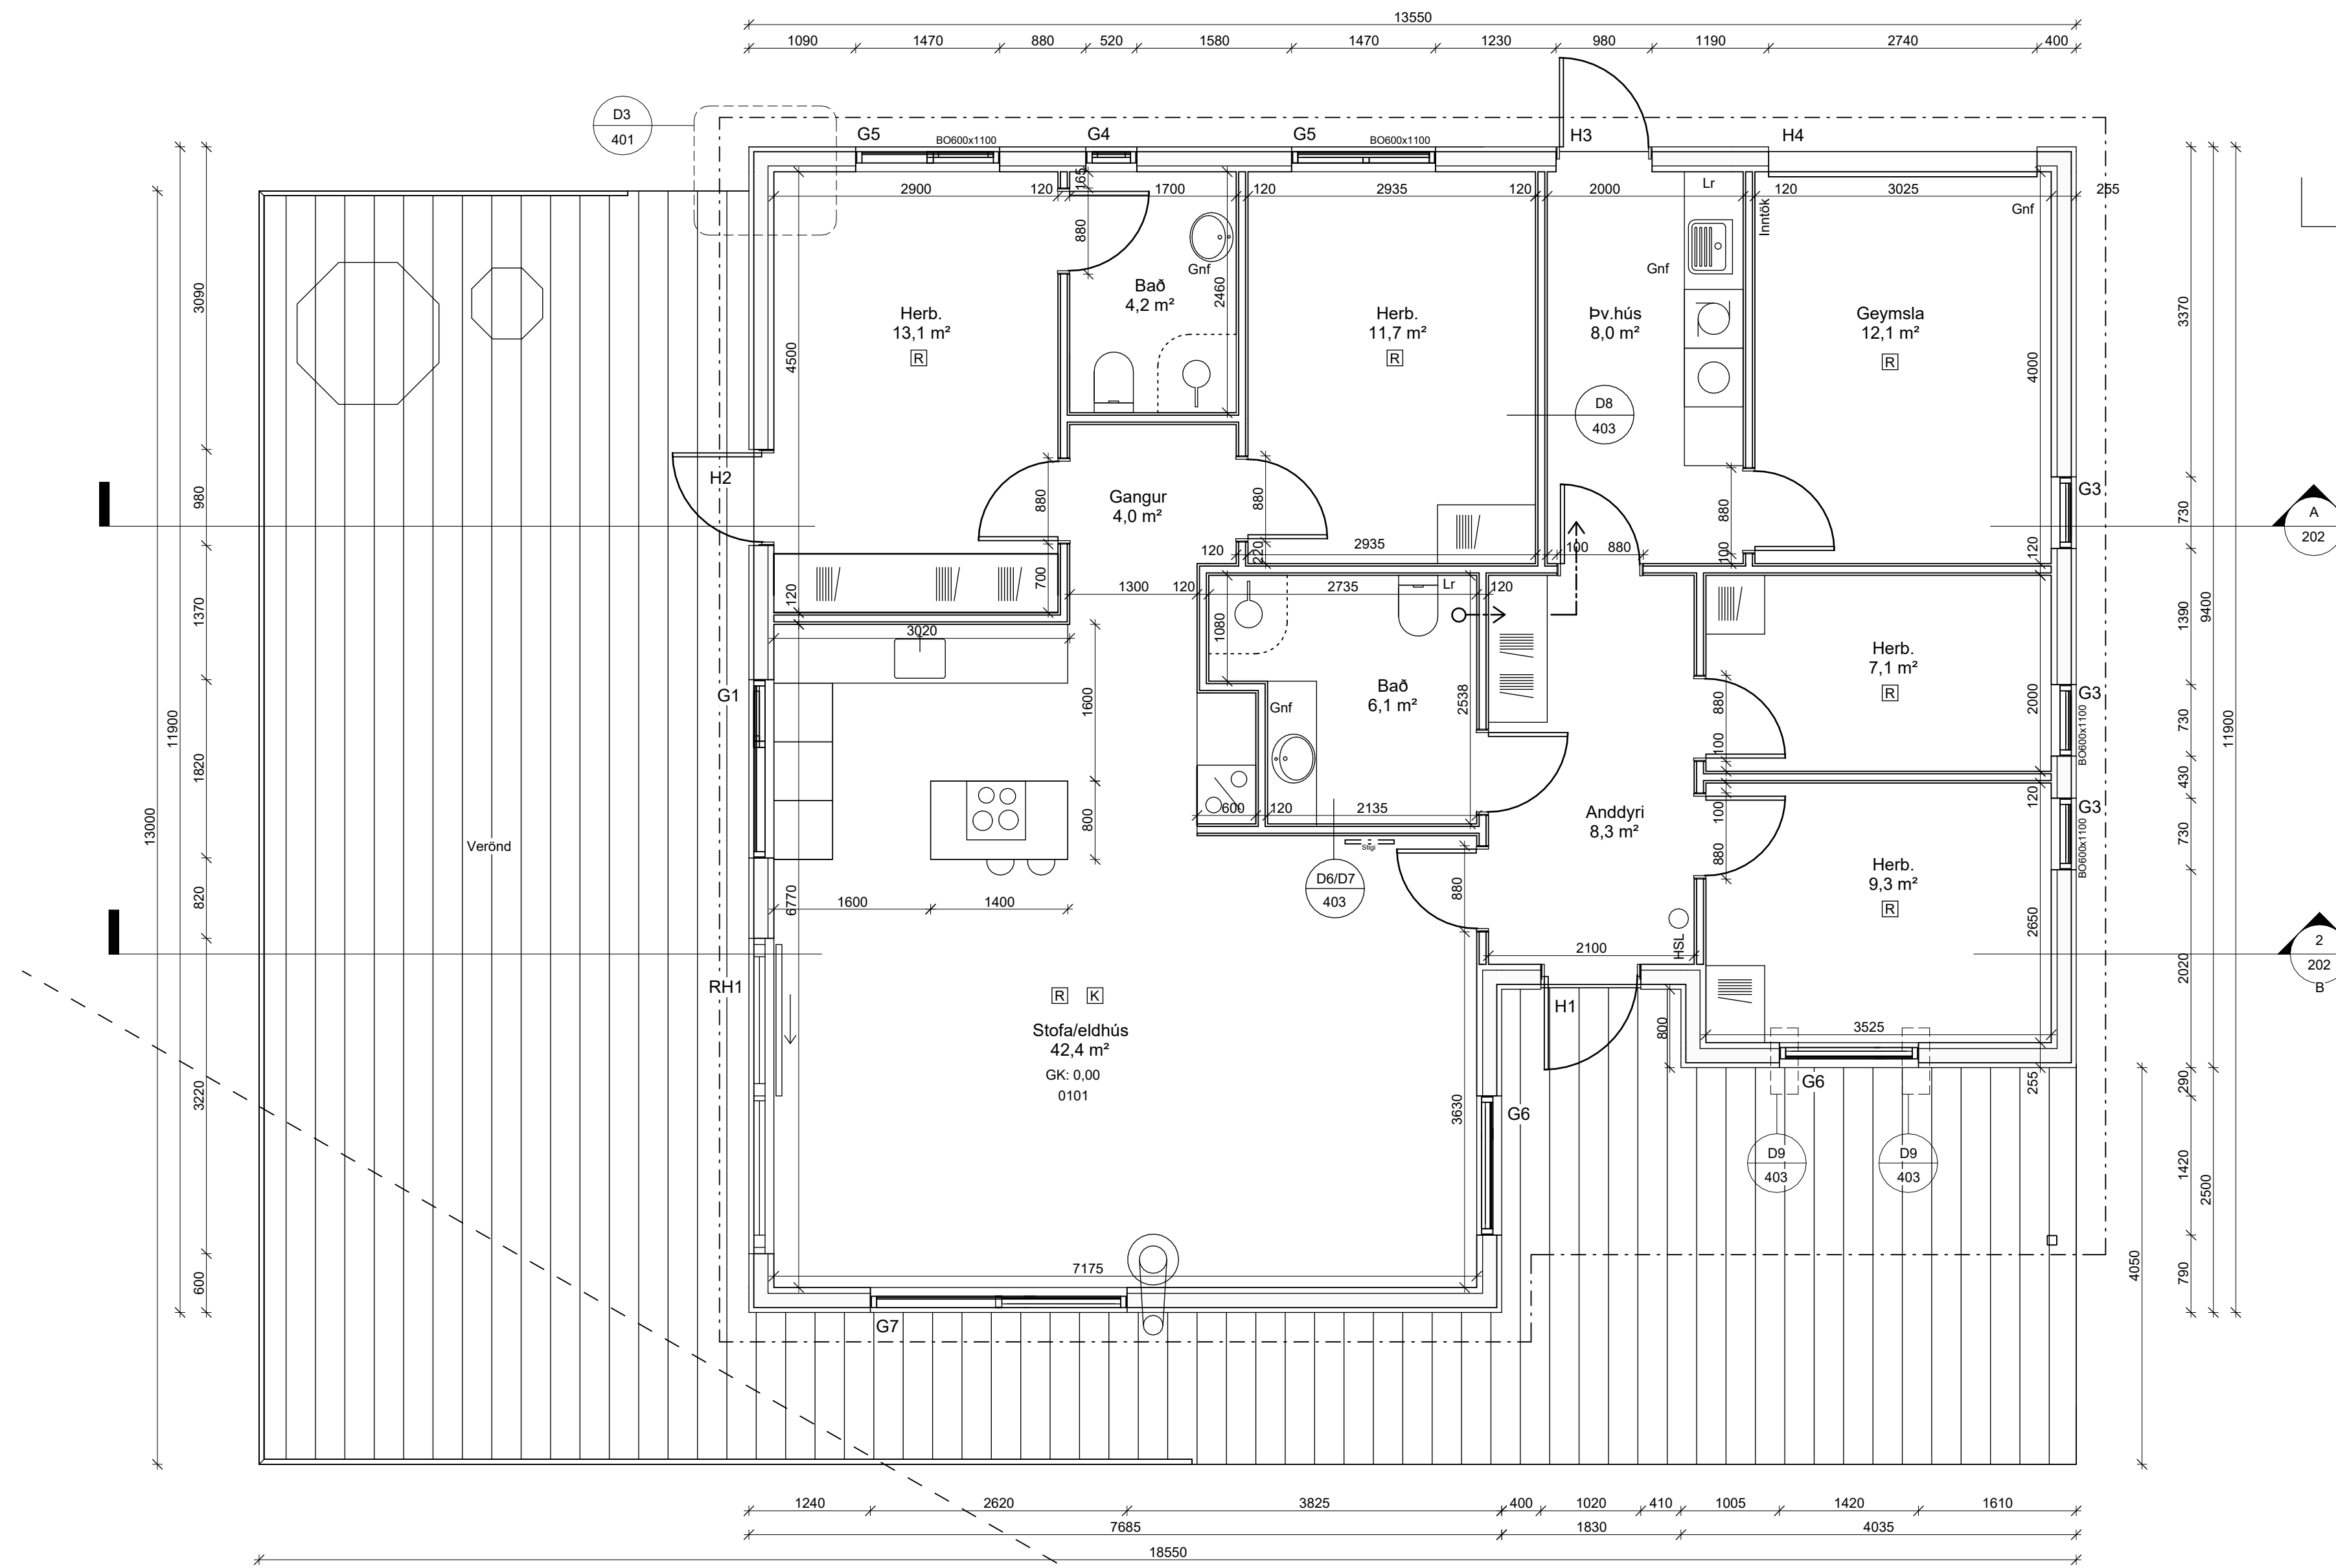 13550
1090 1470 880 520 1580 1470 1230 980 1190 2740 400
D3
401
G5 BO600x1100 G4 G5 BO600x1100 H3 H4
2900 120 165 1700 120 2935 120 2000 Lr 120 3025 255
Inntök
Gnf
880
Gnf
Gnf
2460
Bað
4,2 m²
Herb.
13,1 m²
R
Herb.
11,7 m²
R
Þv.hús
8,0 m²
Geymsla
12,1 m²
R
3090
3370
4500
4000
D8
403
H2
980
880
Gangur
4,0 m²
880
880
G3
730
A
202
120 220 2935 100 880 100 120
1370
120
700
1300 120 2735 Lr 120
3020
1080
1390
9400
Herb.
7,1 m²
R
G1
1600
Gnf
Bað
6,1 m²
2538
880
2000
G3
BO600x1100
730
11900
11900
1820
100
430
13000
Verönd
800
600 120 2135
Anddyri
8,3 m²
100
120
G3
BO600x1100
730
Stigi
D6/D7
403
880
880
Herb.
9,3 m²
R
820
6770
1600 1400
HSL
2650
2100
2
202
B
2020
RH1
R K
H1
800
3525
Stofa/eldhús
42,4 m²
GK: 0,00
0101
G6
255
290
3220
3630
G6
D9
403
D9
403
1420
2500
4050
7175
600
790
G7
1240 2620 3825 400 1020 410 1005 1420 1610
7685 1830 4035
18550